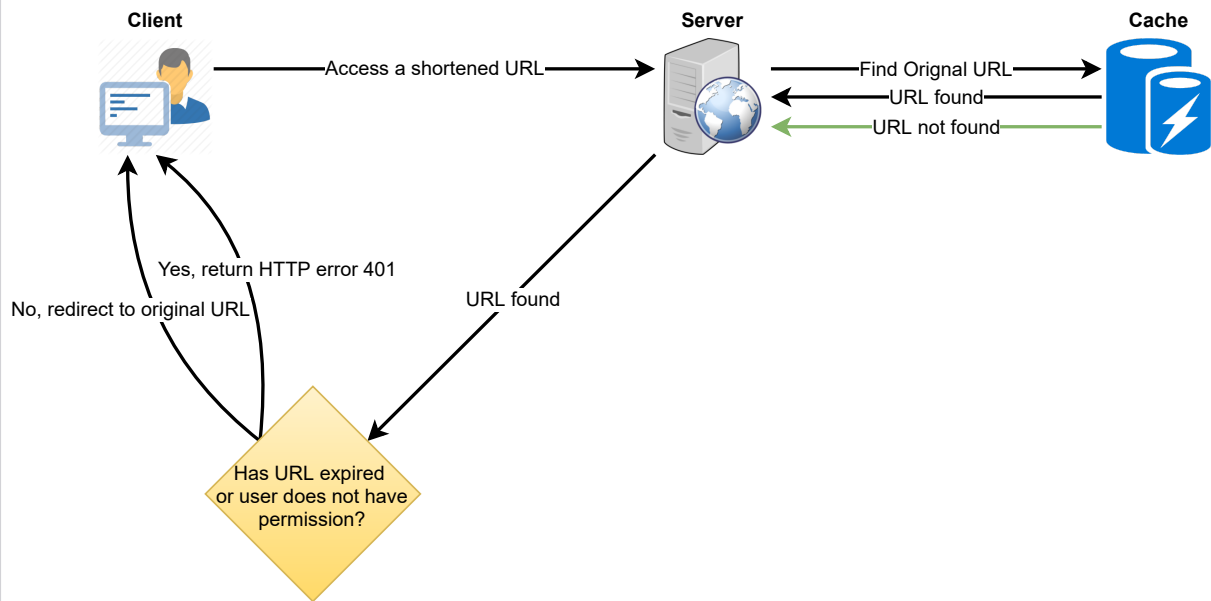 Client
Server
Cache
Access a shortened URL
Find Orignal URL
URL found
URL not found
Yes, return HTTP error 401
No, redirect to original URL
URL found
Has URL expired
or user does not have
permission?